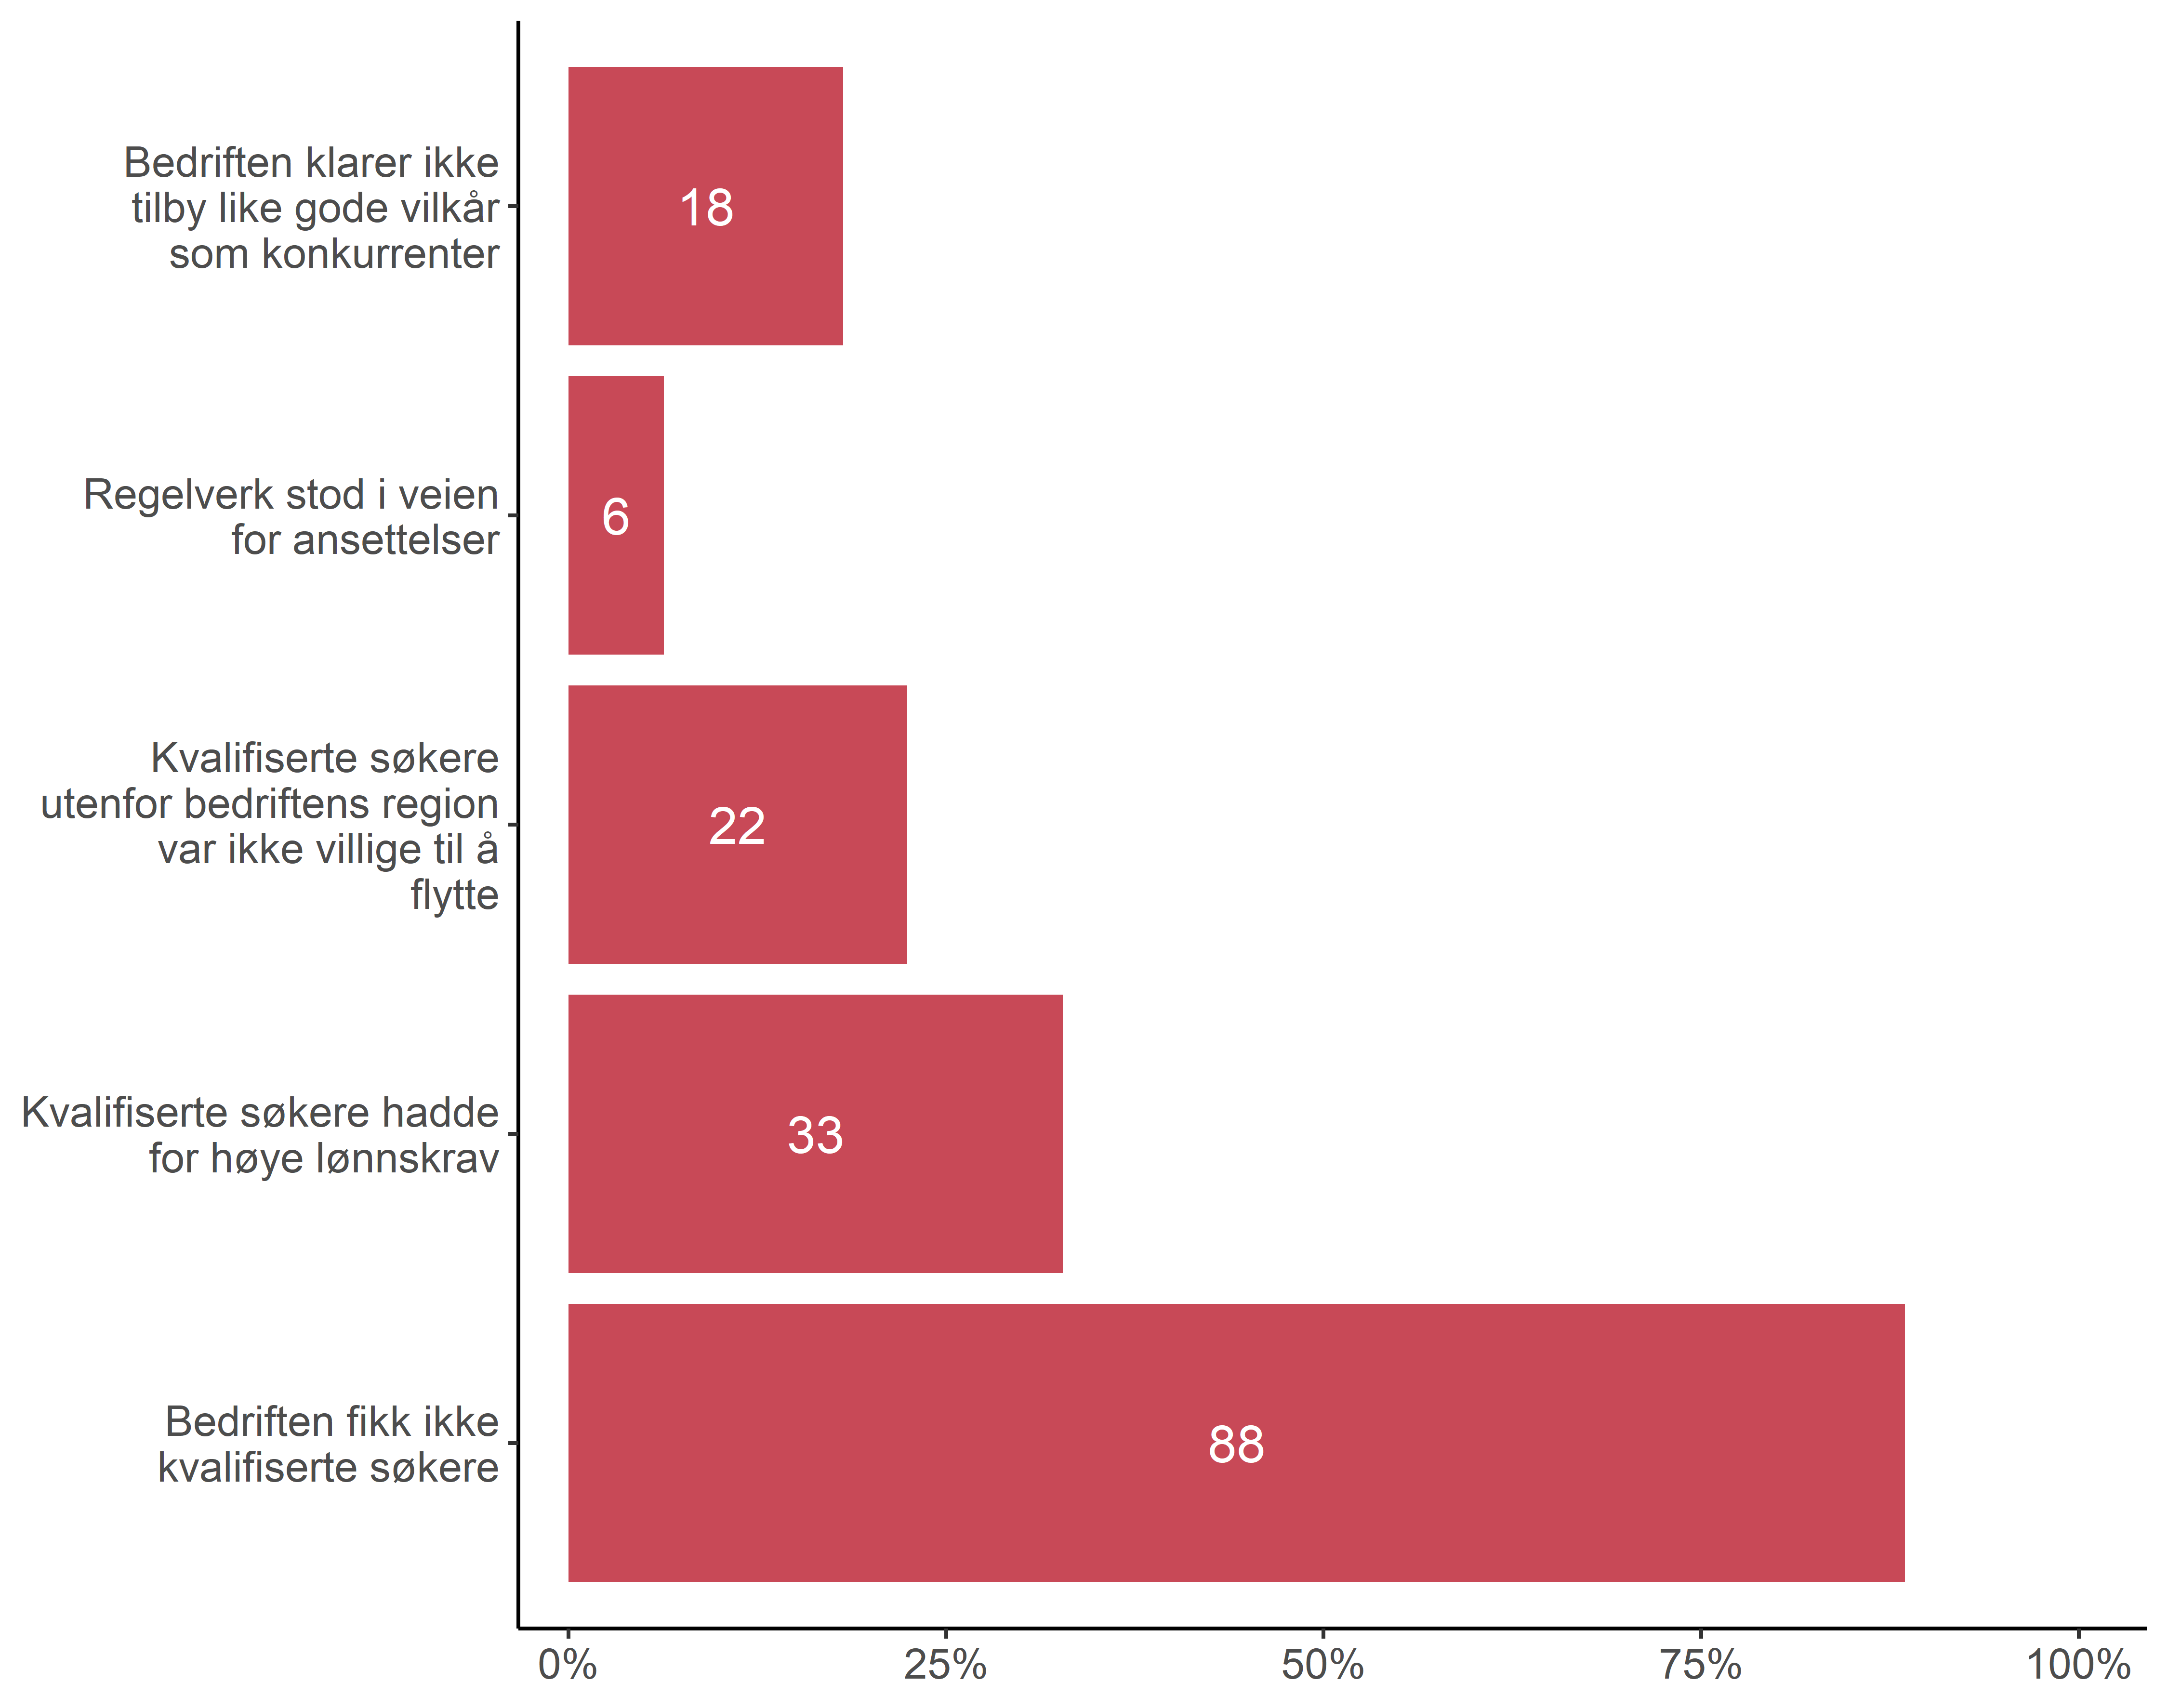 Bedriften klarer ikke
tilby like gode vilkår
som konkurrenter
18
Regelverk stod i veien
for ansettelser
6
Kvalifiserte søkere
utenfor bedriftens region
var ikke villige til å
flytte
22
Kvalifiserte søkere hadde
for høye lønnskrav
33
Bedriften fikk ikke
kvalifiserte søkere
88
0% 25% 50% 75% 100%